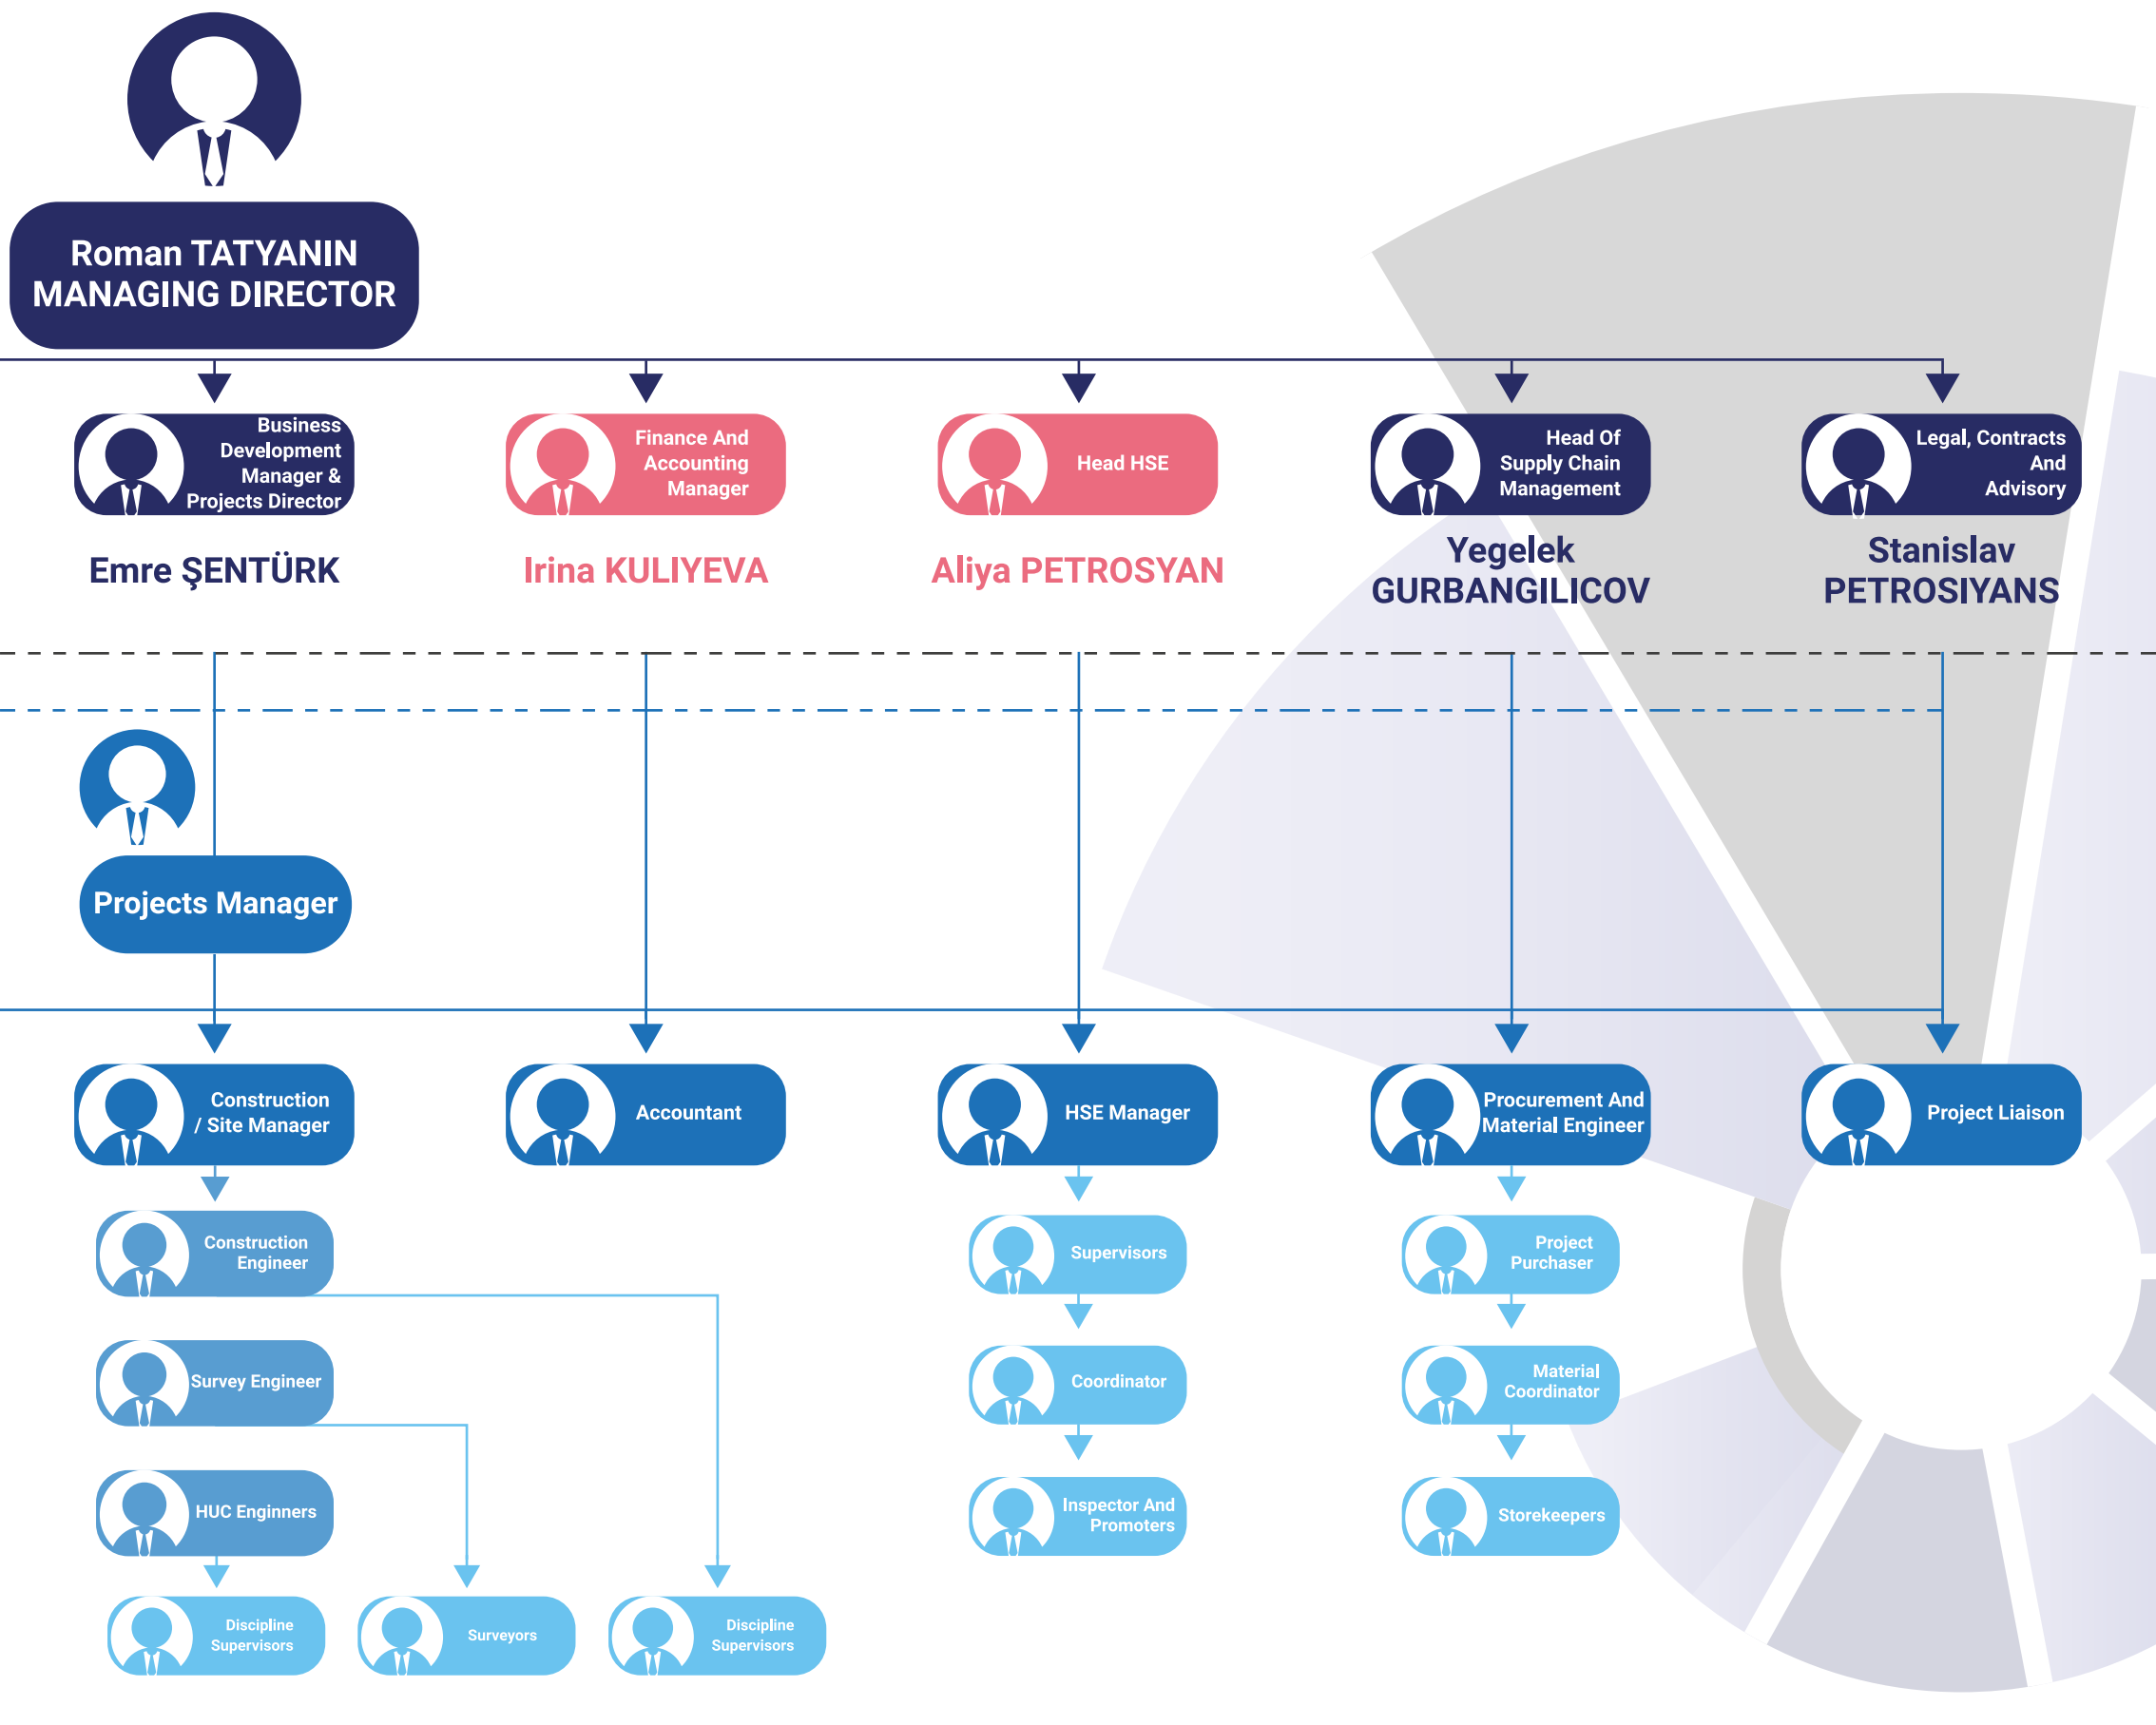 Roman TATYANIN
MANAGING DIRECTOR
Business
Development
Manager &
Projects Director
Emre ŞENTÜRK
Finance And
Accounting
Manager
Irina KULIYEVA
Head HSE
Aliya PETROSYAN
Head Of
Supply Chain
Management
Yegelek
GURBANGILICOV
Legal, Contracts
And
Advisory
Stanislav
PETROSIYANS
Projects Manager
Construction
/ Site Manager
Accountant
HSE Manager
Procurement And
Material Engineer
Project Liaison
Construction
Engineer
Supervisors
Project
Purchaser
Survey Engineer
Coordinator
Material
Coordinator
HUC Enginners
Inspector And
Promoters
Storekeepers
Discipline
Supervisors
Surveyors
Discipline
Supervisors